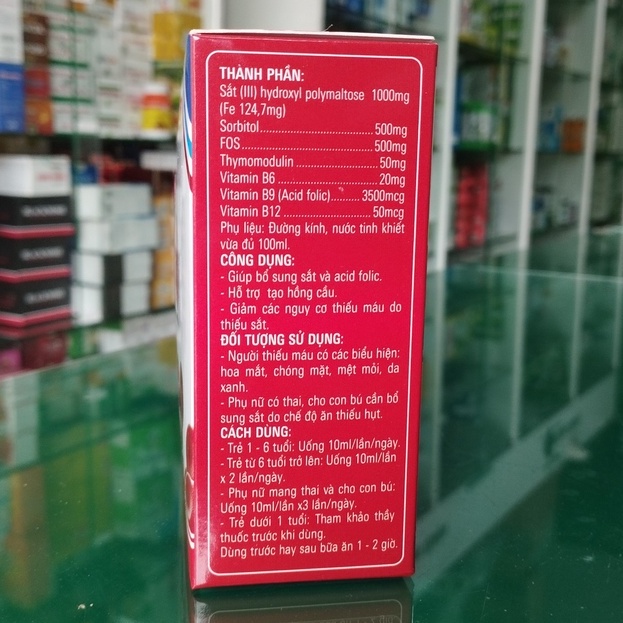 THÀNH PHẦN:
Sắt (III) hydroxyl polymaltose 1000mg
(Fe 124,7mg)
Sorbitol................................500mg
FOS.....................................500mg
Thymomodulin.......................50mg
Vitamin B6............................20mg
Vitamin B9 (Acid folic)..........3500mcg
Vitamin B12.........................50mcg
Phụ liệu: Đường kính, nước tinh khiết
vừa đủ 100ml.
CÔNG DỤNG:
- Giúp bổ sung sắt và acid folic.
- Hỗ trợ tạo hồng cầu.
- Giảm các nguy cơ thiếu máu do
thiếu sắt.
ĐỐI TƯỢNG SỬ DỤNG:
- Người thiếu máu có các biểu hiện:
hoa mắt, chóng mặt, mệt mỏi, da
xanh.
- Phụ nữ có thai, cho con bú cần bổ
sung sắt do chế độ ăn thiếu hụt.
CÁCH DÙNG:
- Trẻ 1 - 6 tuổi: Uống 10ml/lần/ngày.
- Trẻ từ 6 tuổi trở lên: Uống 10ml/lần
x 2 lần/ngày.
- Phụ nữ mang thai và cho con bú:
Uống 10ml/lần x3 lần/ngày.
- Trẻ dưới 1 tuổi: Tham khảo thầy
thuốc trước khi dùng.
Dùng trước hay sau bữa ăn 1 - 2 giờ.